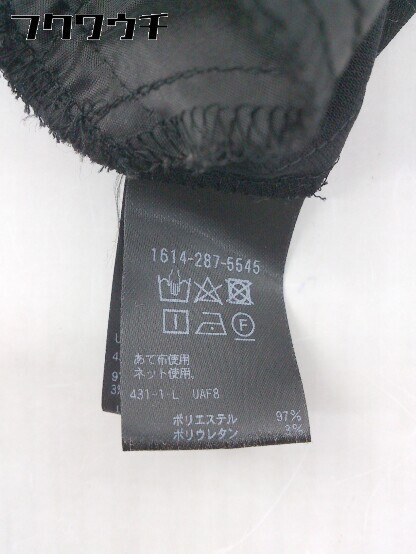 フクワウチ
1614-287-5545
F
あて布使用
ネット使用。
431-1 L UAF8
ポリエステル 97%
ポリウレタン 3%